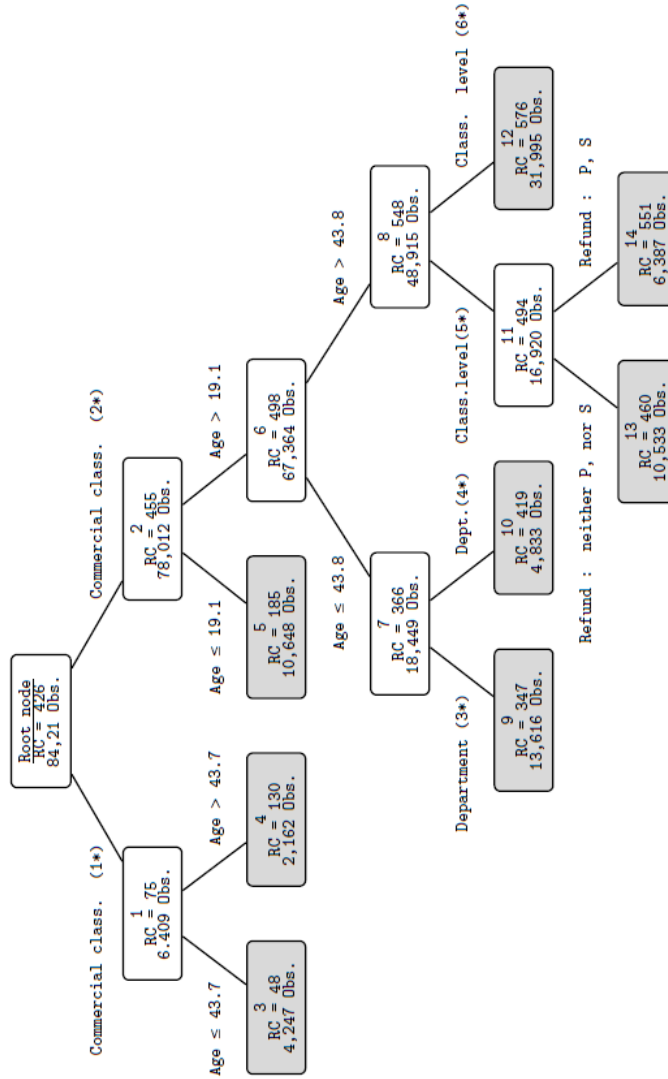 Root node
RC = 426
84,21 Obs.
Commercial class. (1*)
Commercial class. (2*)
1
RC = 75
6.409 Obs.
2
RC = 455
78,012 Obs.
Age ≤ 43.7
Age > 43.7
Age ≤ 19.1
Age > 19.1
3
RC = 48
4,247 Obs.
4
RC = 130
2,162 Obs.
5
RC = 185
10,648 Obs.
6
RC = 498
67,364 Obs.
Age ≤ 43.8
Age > 43.8
7
RC = 366
18,449 Obs.
8
RC = 548
48,915 Obs.
Department (3*)
Dept.(4*)
Class.level(5*)
Class. level (6*)
9
RC = 347
13,616 Obs.
10
RC = 419
4,833 Obs.
11
RC = 494
16,920 Obs.
12
RC = 576
31,995 Obs.
Refund : neither P, nor S
Refund : P, S
13
RC = 460
10,533 Obs.
14
RC = 551
6,387 Obs.